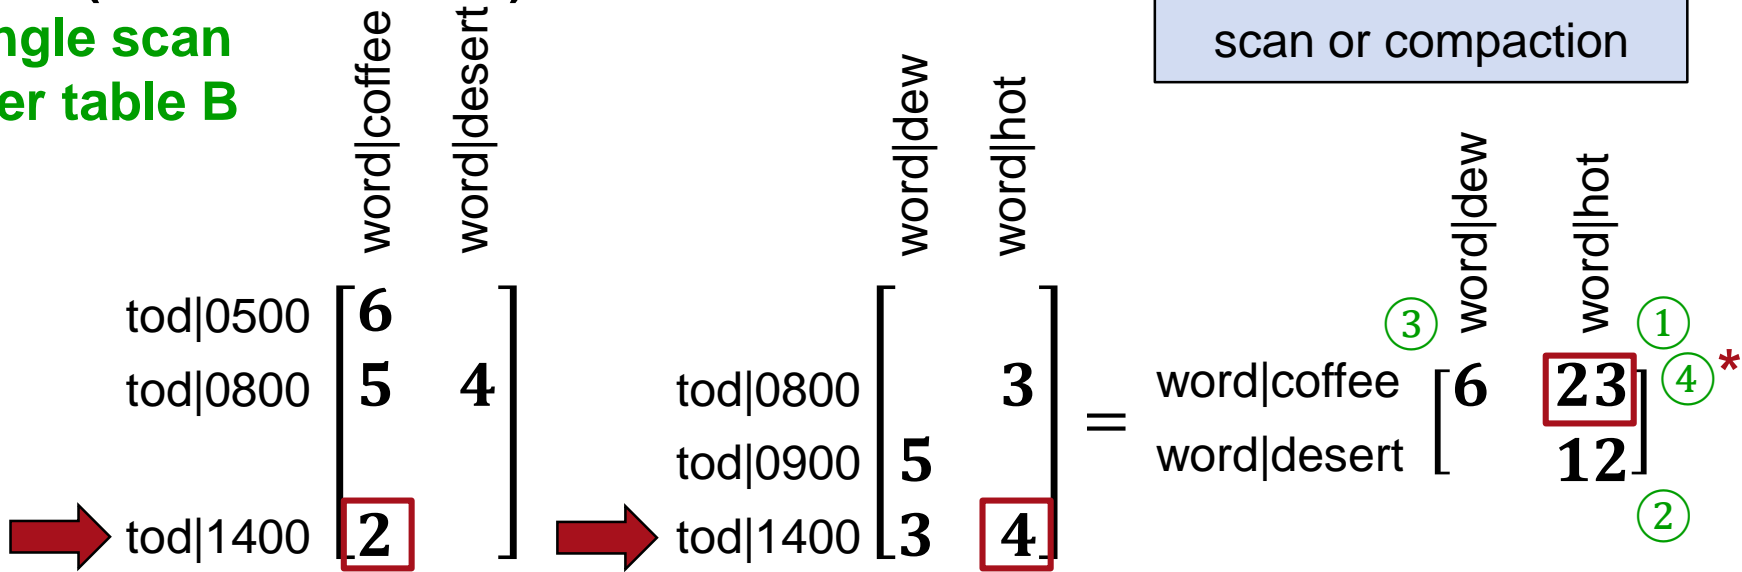 ngle scan
er table B
scan or compaction
word|coffee
word|desert
word|dew
word|hot
word|dew
word|hot
tod|0500 [6 ]
tod|0800 5 4
tod|1400 2
tod|0800 3
tod|0900 5
tod|1400 3 4
=
③ ①
word|coffee [6 23] ④*
word|desert 12
②